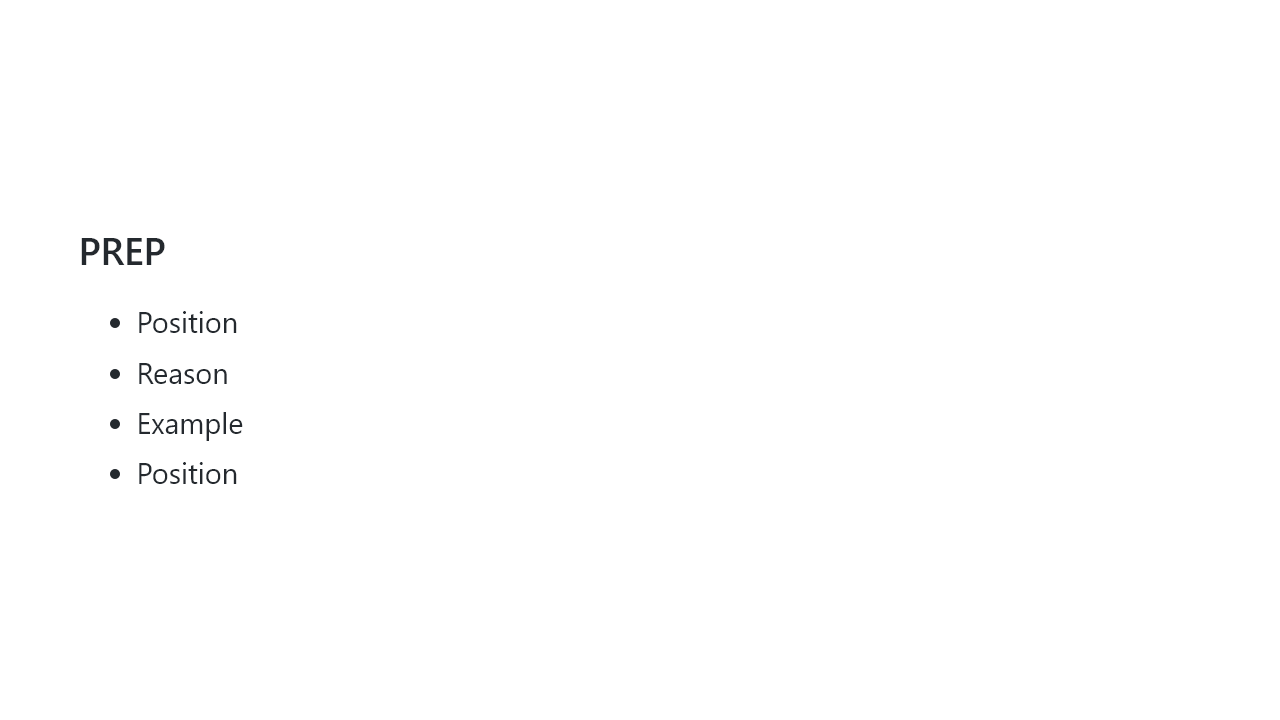 PREP
• Position
• Reason
• Example
• Position